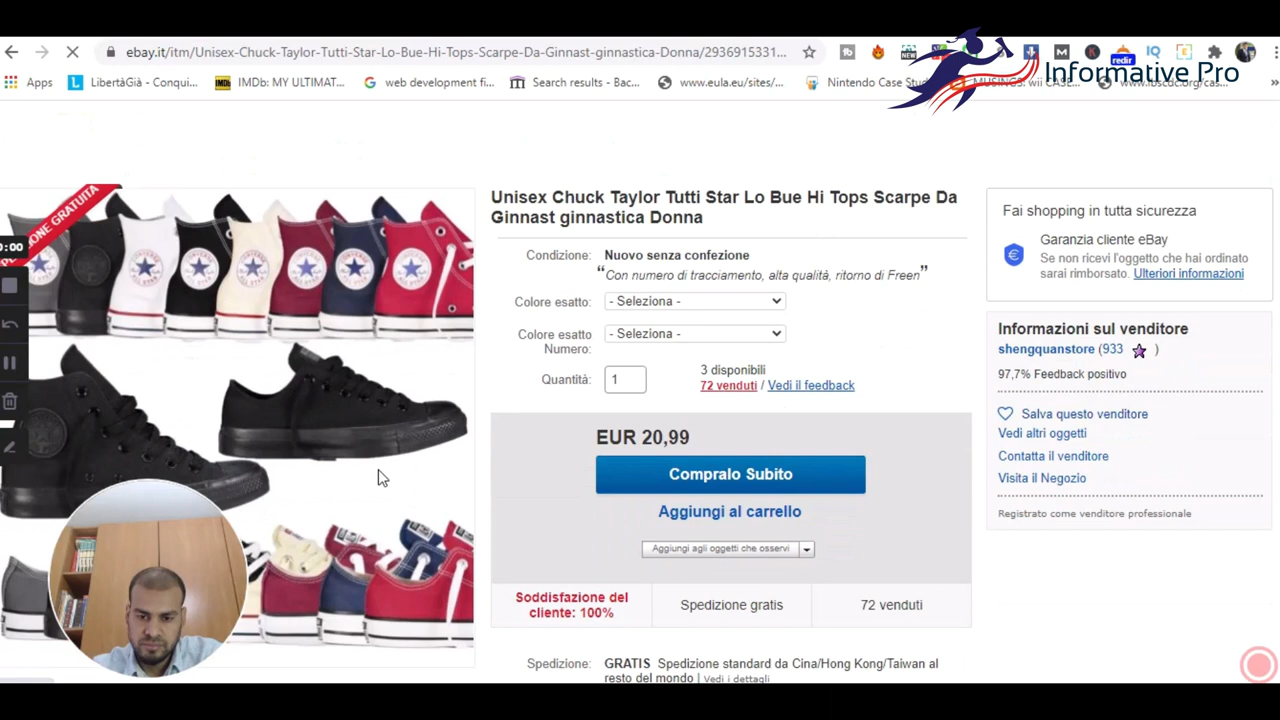 ebay.it/itm/Unisex-Chuck-Taylor-Tutti-Star-Lo-Bue-Hi-Tops-Scarpe-Da-Ginnast-ginnastica-Donna/2936915331...
Informative Pro
Apps
LibertàGià - Conqui...
IMDb: MY ULTIMAT...
web development fi...
Search results - Bac...
www.eula.eu/sites/...
Nintendo Case Stu
Unisex Chuck Taylor Tutti Star Lo Bue Hi Tops Scarpe Da
Ginnast ginnastica Donna
Condizione: Nuovo senza confezione
“Con numero di tracciamento, alta qualità, ritorno di Freen”
Colore esatto: - Seleziona -
Colore esatto
Numero:
- Seleziona -
Quantità: 1
3 disponibili
72 venduti / Vedi il feedback
EUR 20,99
Compralo Subito
Aggiungi al carrello
Aggiungi agli oggetti che osservi
Soddisfazione del
cliente: 100%
Spedizione gratis
72 venduti
Spedizione: GRATIS Spedizione standard da Cina/Hong Kong/Taiwan al
resto del mondo | Vedi i dettagli
Fai shopping in tutta sicurezza
Garanzia cliente eBay
Se non ricevi l'oggetto che hai ordinato
sarai rimborsato. Ulteriori informazioni
Informazioni sul venditore
shengquanstore (933 )
97,7% Feedback positivo
Salva questo venditore
Vedi altri oggetti
Contatta il venditore
Visita il Negozio
Registrato come venditore professionale
GRATUITA
:00
redir